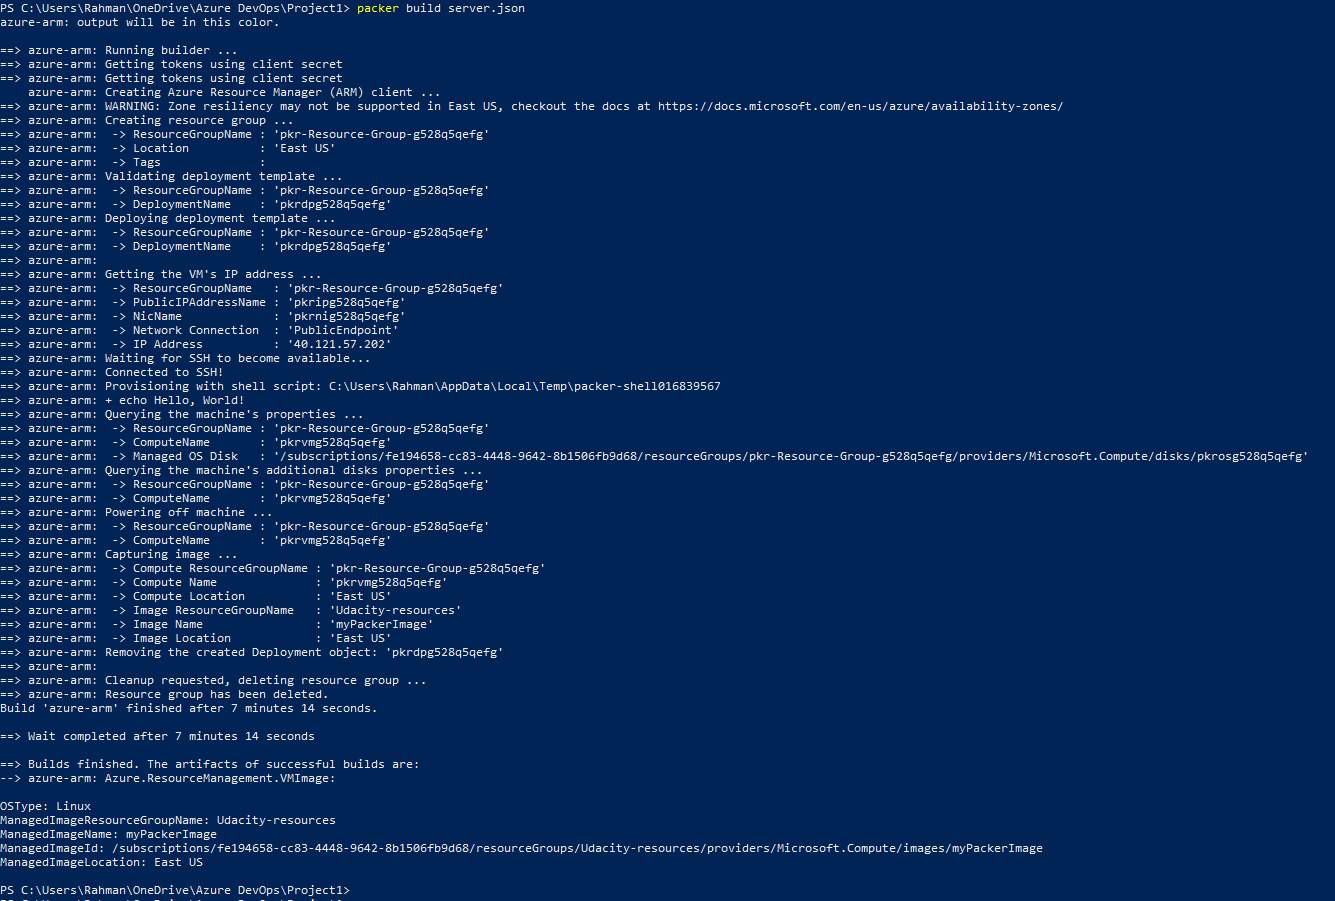 PS C:\Users\Rahman\OneDrive\Azure DevOps\Project1> packer build server.json
azure-arm: output will be in this color.
==> azure-arm: Running builder ...
==> azure-arm: Getting tokens using client secret
==> azure-arm: Getting tokens using client secret
azure-arm: Creating Azure Resource Manager (ARM) client ...
==> azure-arm: WARNING: Zone resiliency may not be supported in East US, checkout the docs at https://docs.microsoft.com/en-us/azure/availability-zones/
==> azure-arm: Creating resource group ...
==> azure-arm:  -> ResourceGroupName : 'pkr-Resource-Group-g528q5qefg'
==> azure-arm:  -> Location          : 'East US'
==> azure-arm:  -> Tags              :
==> azure-arm: Validating deployment template ...
==> azure-arm:  -> ResourceGroupName : 'pkr-Resource-Group-g528q5qefg'
==> azure-arm:  -> DeploymentName    : 'pkrdpg528q5qefg'
==> azure-arm: Deploying deployment template ...
==> azure-arm:  -> ResourceGroupName : 'pkr-Resource-Group-g528q5qefg'
==> azure-arm:  -> DeploymentName    : 'pkrdpg528q5qefg'
==> azure-arm:
==> azure-arm: Getting the VM's IP address ...
==> azure-arm:  -> ResourceGroupName   : 'pkr-Resource-Group-g528q5qefg'
==> azure-arm:  -> PublicIPAddressName : 'pkripg528q5qefg'
==> azure-arm:  -> NicName             : 'pkrnig528q5qefg'
==> azure-arm:  -> Network Connection  : 'PublicEndpoint'
==> azure-arm:  -> IP Address          : '40.121.57.202'
==> azure-arm: Waiting for SSH to become available...
==> azure-arm: Connected to SSH!
==> azure-arm: Provisioning with shell script: C:\Users\Rahman\AppData\Local\Temp\packer-shell016839567
==> azure-arm: + echo Hello, World!
==> azure-arm: Querying the machine's properties ...
==> azure-arm:  -> ResourceGroupName : 'pkr-Resource-Group-g528q5qefg'
==> azure-arm:  -> ComputeName       : 'pkrvmg528q5qefg'
==> azure-arm:  -> Managed OS Disk   : '/subscriptions/fe194658-cc83-4448-9642-8b1506fb9d68/resourceGroups/pkr-Resource-Group-g528q5qefg/providers/Microsoft.Compute/disks/pkrosg528q5qefg'
==> azure-arm: Querying the machine's additional disks properties ...
==> azure-arm:  -> ResourceGroupName : 'pkr-Resource-Group-g528q5qefg'
==> azure-arm:  -> ComputeName       : 'pkrvmg528q5qefg'
==> azure-arm: Powering off machine ...
==> azure-arm:  -> ResourceGroupName : 'pkr-Resource-Group-g528q5qefg'
==> azure-arm:  -> ComputeName       : 'pkrvmg528q5qefg'
==> azure-arm: Capturing image ...
==> azure-arm:  -> Compute ResourceGroupName : 'pkr-Resource-Group-g528q5qefg'
==> azure-arm:  -> Compute Name              : 'pkrvmg528q5qefg'
==> azure-arm:  -> Compute Location          : 'East US'
==> azure-arm:  -> Image ResourceGroupName   : 'Udacity-resources'
==> azure-arm:  -> Image Name                : 'myPackerImage'
==> azure-arm:  -> Image Location            : 'East US'
==> azure-arm: Removing the created Deployment object: 'pkrdpg528q5qefg'
==> azure-arm:
==> azure-arm: Cleanup requested, deleting resource group ...
==> azure-arm: Resource group has been deleted.
Build 'azure-arm' finished after 7 minutes 14 seconds.
==> Wait completed after 7 minutes 14 seconds
==> Builds finished. The artifacts of successful builds are:
--> azure-arm: Azure.ResourceManagement.VMImage:
OSType: Linux
ManagedImageResourceGroupName: Udacity-resources
ManagedImageName: myPackerImage
ManagedImageId: /subscriptions/fe194658-cc83-4448-9642-8b1506fb9d68/resourceGroups/Udacity-resources/providers/Microsoft.Compute/images/myPackerImage
ManagedImageLocation: East US
PS C:\Users\Rahman\OneDrive\Azure DevOps\Project1>